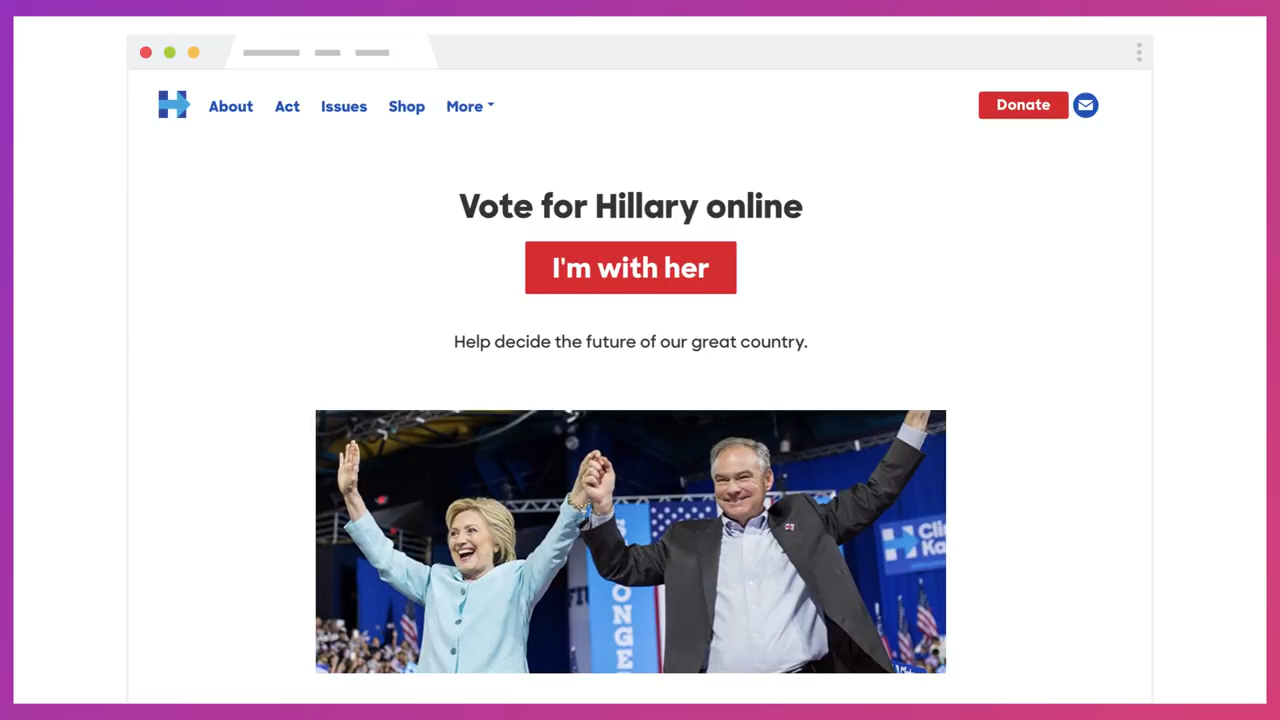 About Act Issues Shop More
Donate
Vote for Hillary online
I'm with her
Help decide the future of our great country.
ONGE